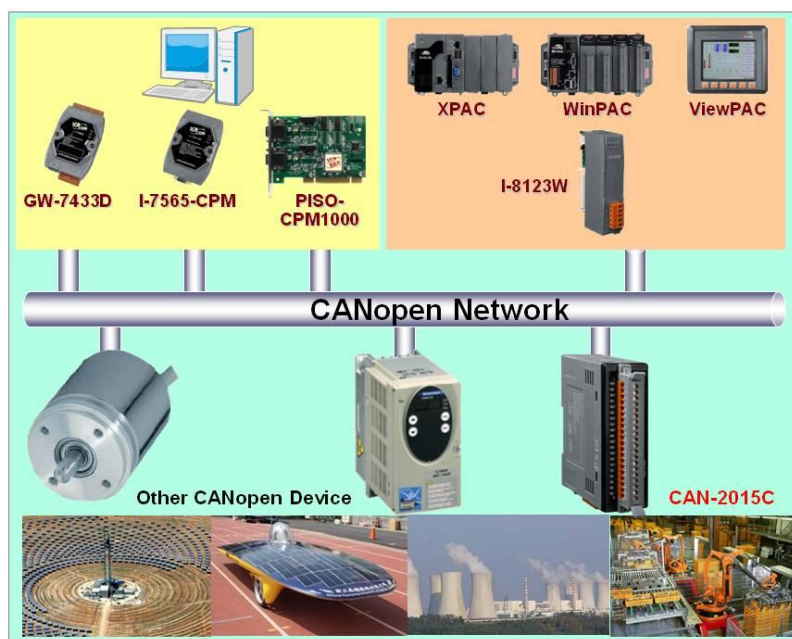 XPAC
WinPAC
ViewPAC
GW-7433D
I-7565-CPM
PISO-
CPM1000
I-8123W
CANopen Network
Other CANopen Device
CAN-2015C